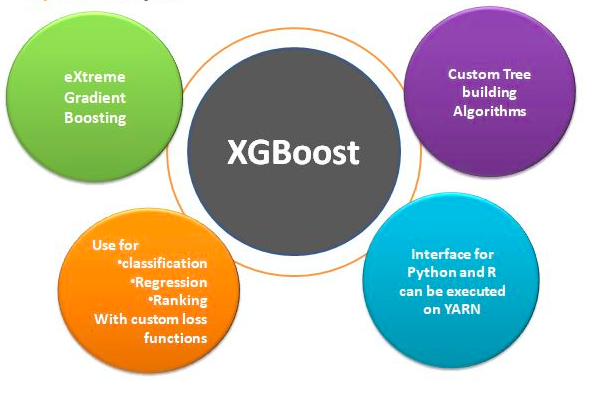 eXtreme
Gradient
Boosting
XGBoost
Custom Tree
building
Algorithms
Use for
•classification
•Regression
•Ranking
With custom loss
functions
Interface for
Python and R
can be executed
on YARN